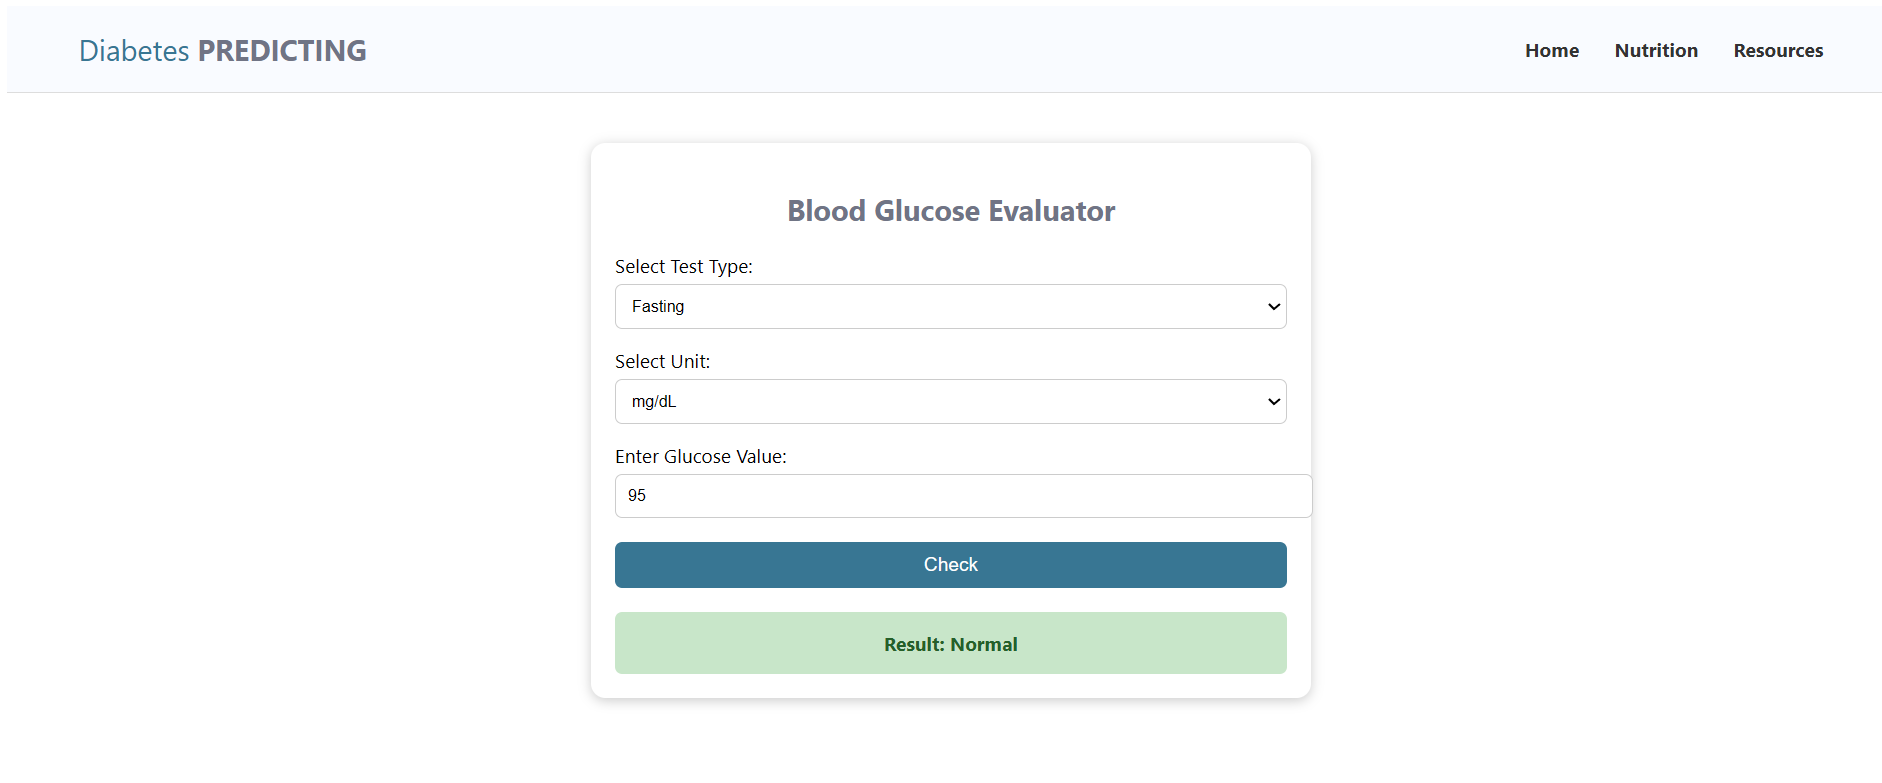 Diabetes PREDICTING
Home Nutrition Resources
Blood Glucose Evaluator
Select Test Type:
Fasting
Select Unit:
mg/dL
Enter Glucose Value:
95
Check
Result: Normal